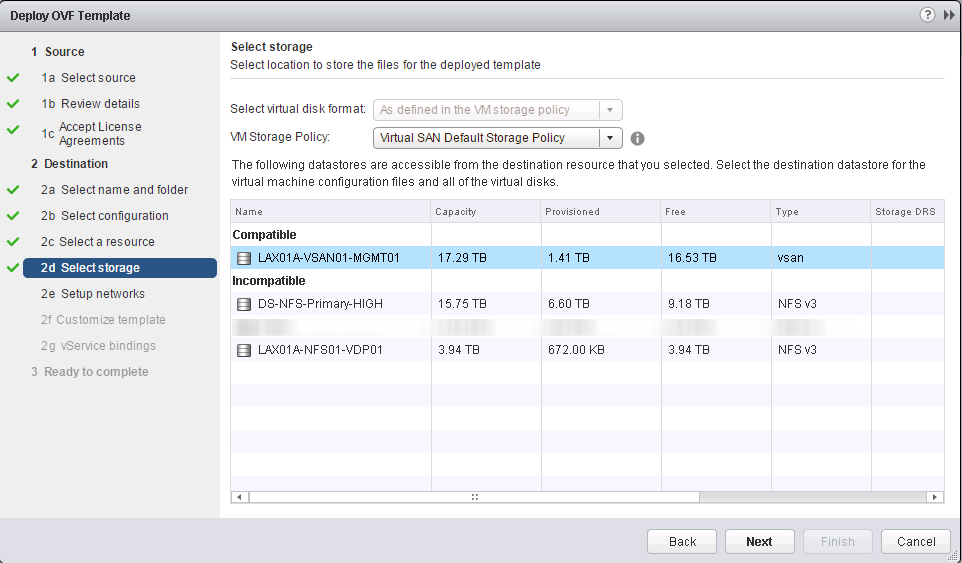 Deploy OVF Template
?
1 Source
1a Select source
1b Review details
1c Accept License
Agreements
2 Destination
2a Select name and folder
2b Select configuration
2c Select a resource
2d Select storage
2e Setup networks
2f Customize template
2g vService bindings
3 Ready to complete
Select storage
Select location to store the files for the deployed template
Select virtual disk format: As defined in the VM storage policy
VM Storage Policy: Virtual SAN Default Storage Policy
The following datastores are accessible from the destination resource that you selected. Select the destination datastore for the
virtual machine configuration files and all of the virtual disks.
Name Capacity Provisioned Free Type Storage DRS
Compatible
LAX01A-VSAN01-MGMT01 17.29 TB 1.41 TB 16.53 TB vsan
Incompatible
DS-NFS-Primary-HIGH 15.75 TB 6.60 TB 9.18 TB NFS v3
LAX01A-NFS01-VDP01 3.94 TB 672.00 KB 3.94 TB NFS v3
Back Next Finish Cancel